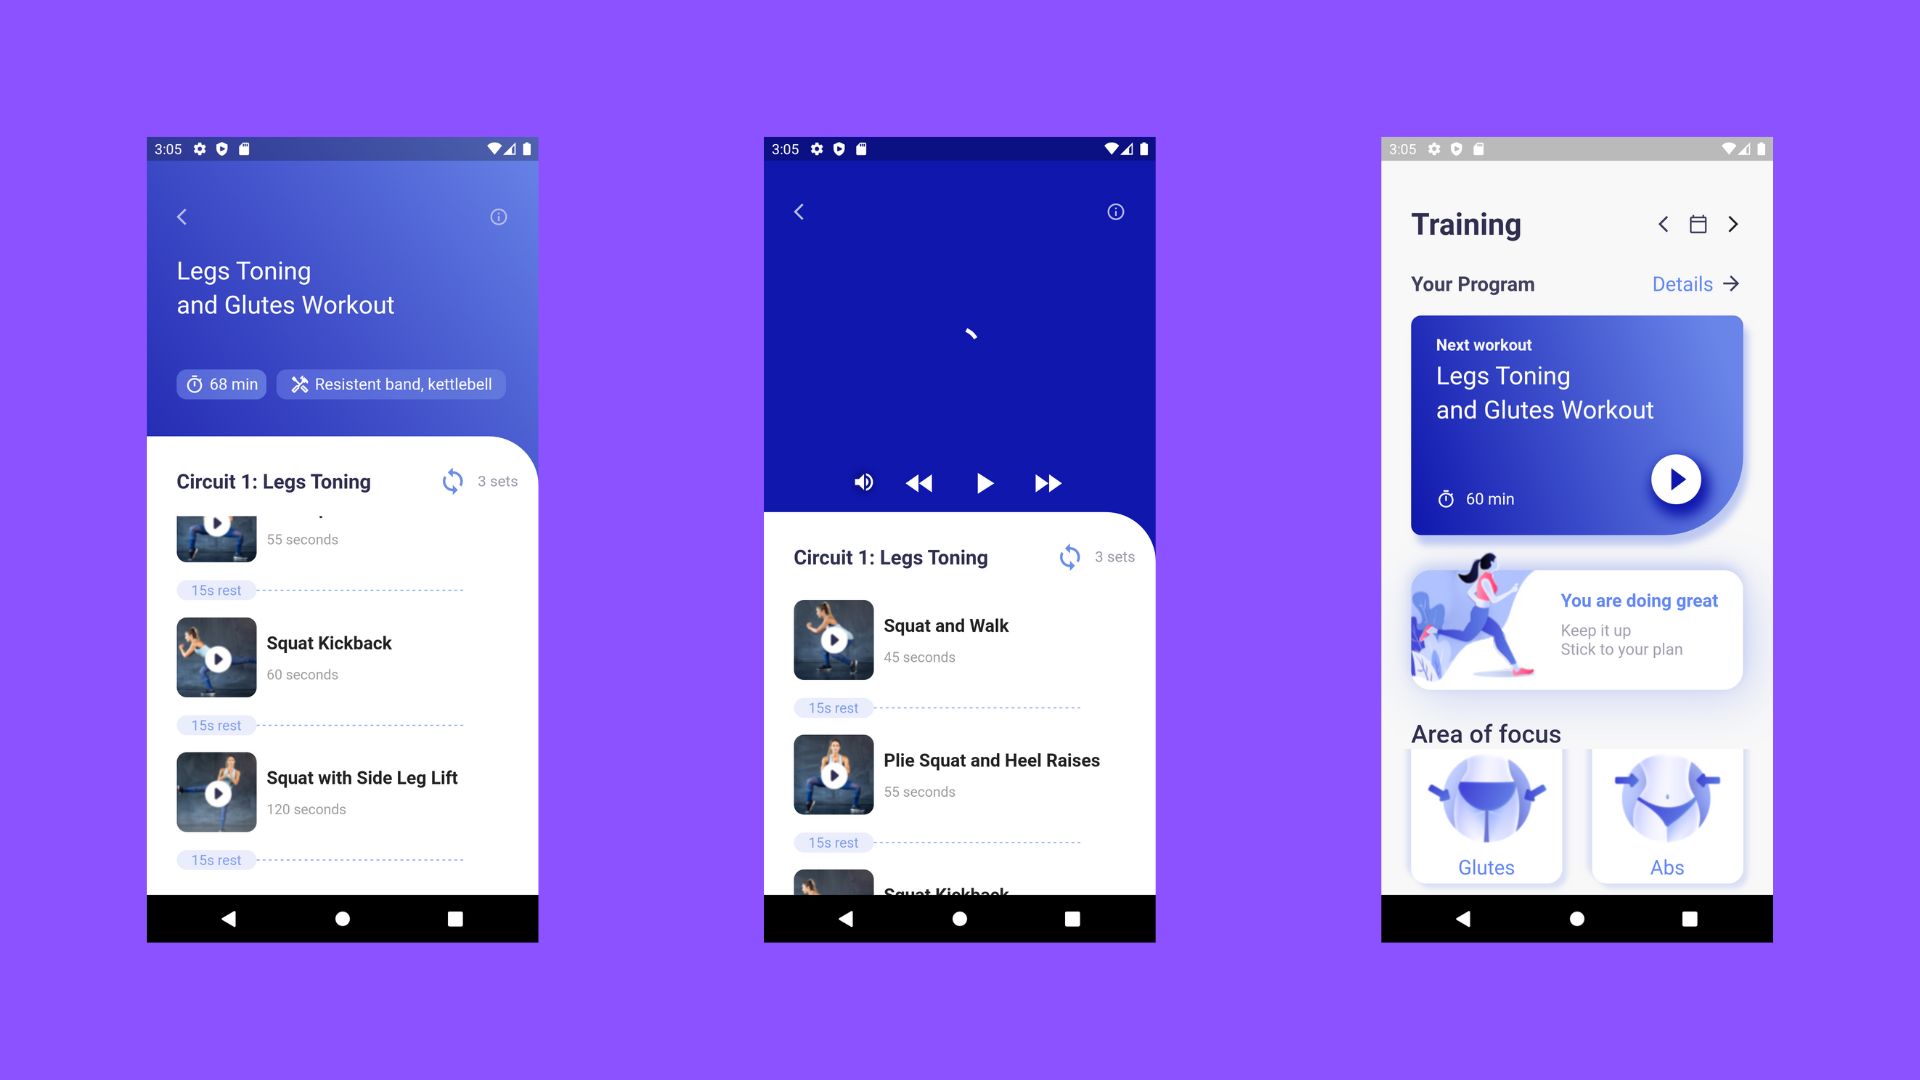 3:05
Legs Toning
and Glutes Workout
68 min
Resistent band, kettlebell
Circuit 1: Legs Toning
3 sets
55 seconds
15s rest
Squat Kickback
60 seconds
15s rest
Squat with Side Leg Lift
120 seconds
15s rest
3:05
Circuit 1: Legs Toning
3 sets
Squat and Walk
45 seconds
15s rest
Plie Squat and Heel Raises
55 seconds
15s rest
Squat Kickback
3:05
Training
Your Program
Details
Next workout
Legs Toning
and Glutes Workout
60 min
You are doing great
Keep it up
Stick to your plan
Area of focus
Glutes
Abs